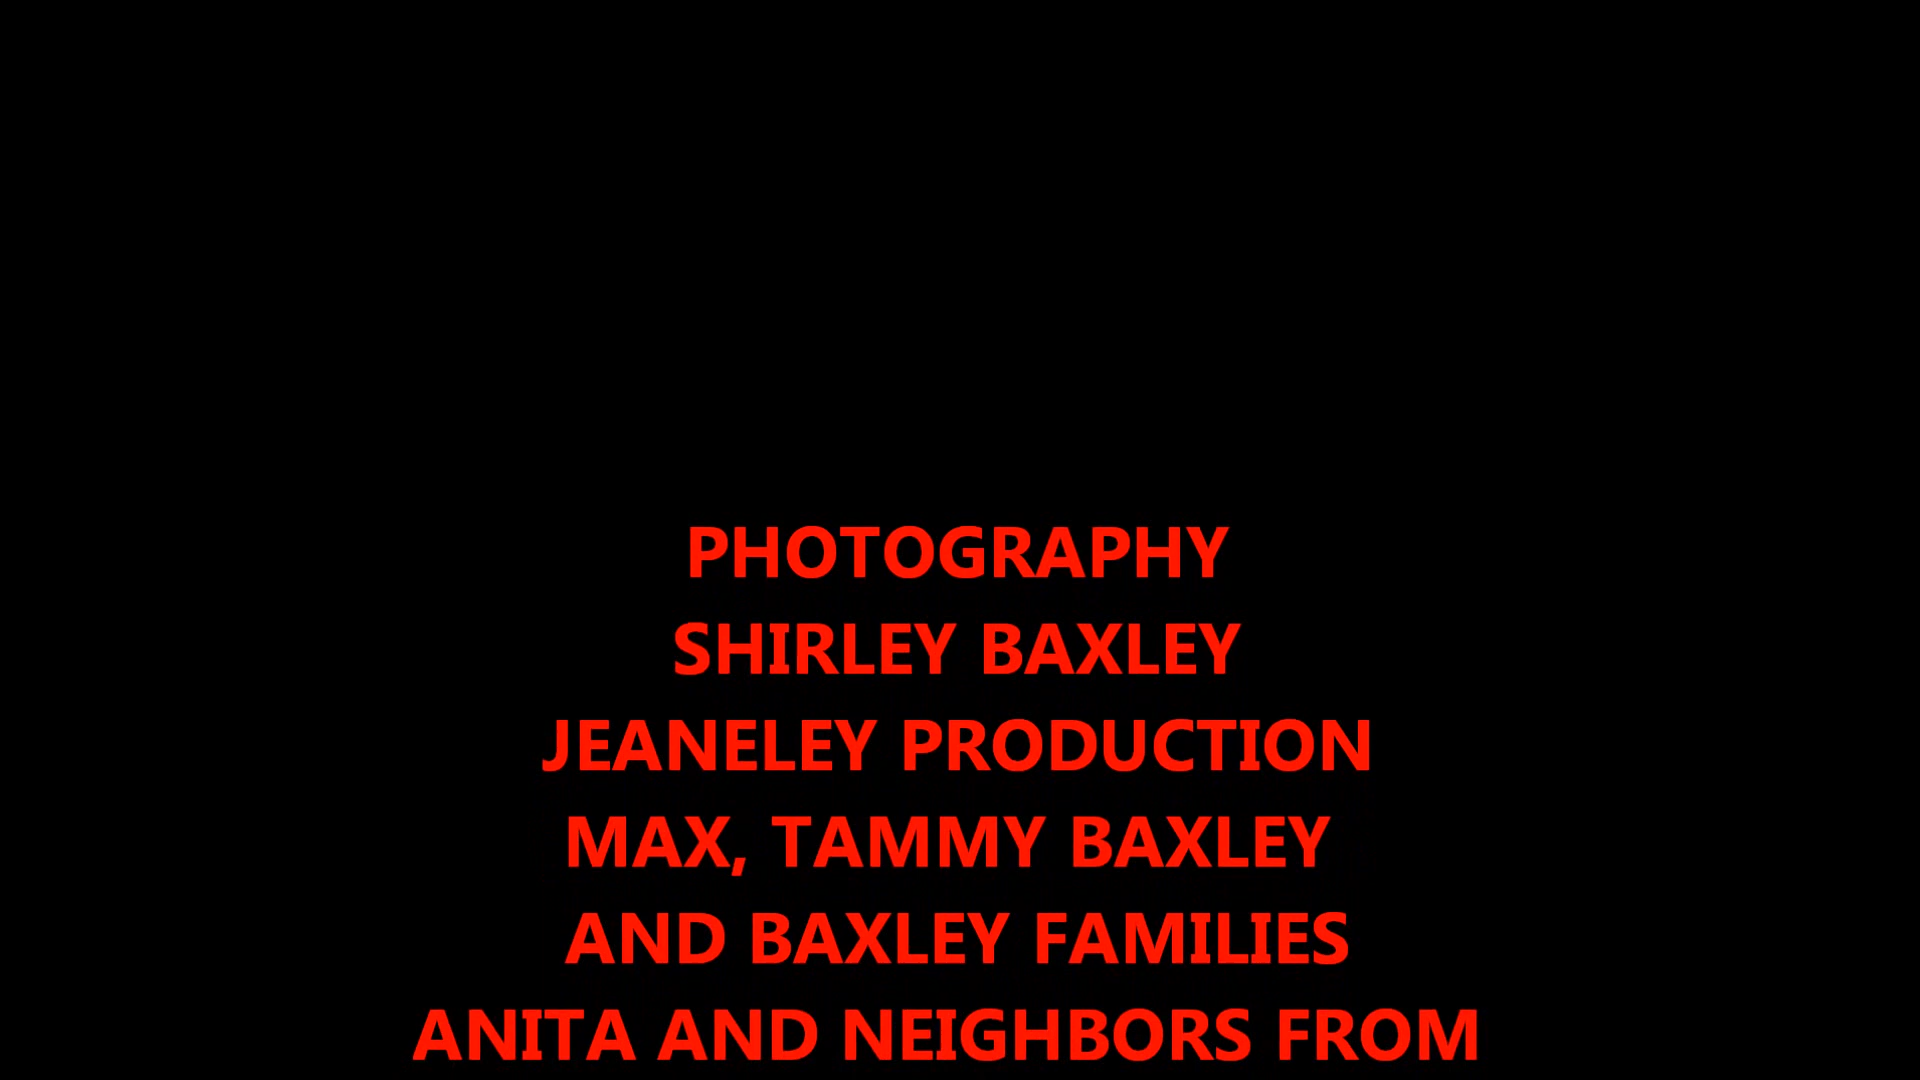 PHOTOGRAPHY
SHIRLEY BAXLEY
JEANELEY PRODUCTION
MAX, TAMMY BAXLEY
AND BAXLEY FAMILIES
ANITA AND NEIGHBORS FROM